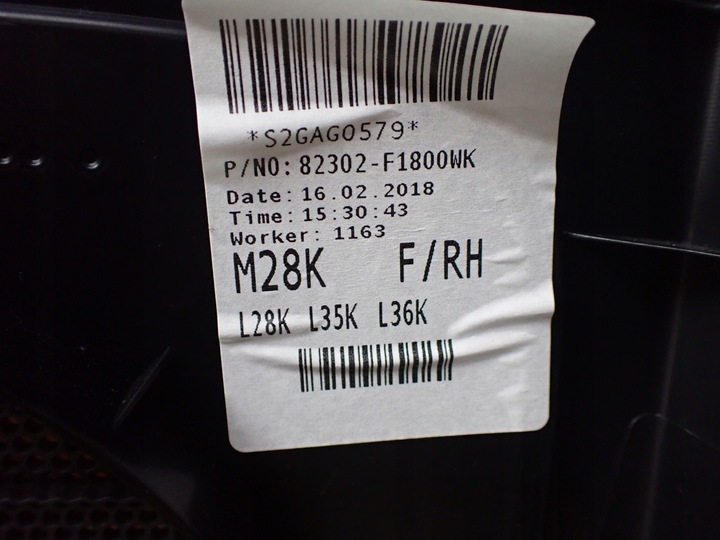 *S2GAG0579*
P/NO: 82302-F1800WK
Date: 16.02.2018
Time: 15:30:43
Worker: 1163
M28K F/RH
L28K L35K L36K